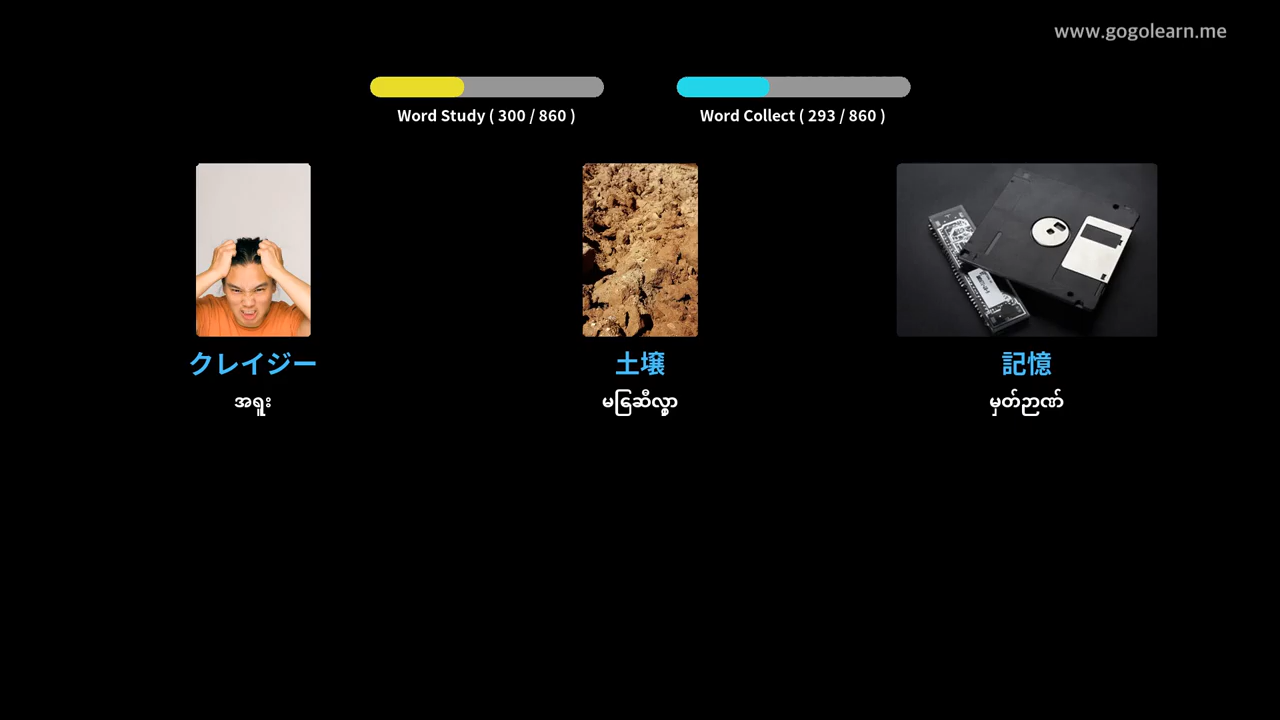 www.gogolearn.me
Word Study ( 300 / 860 )
Word Collect ( 293 / 860 )
クレイジー
土壌
記憶
အရူး
မြေဆီလွှာ
မှတ်ဉာဏ်